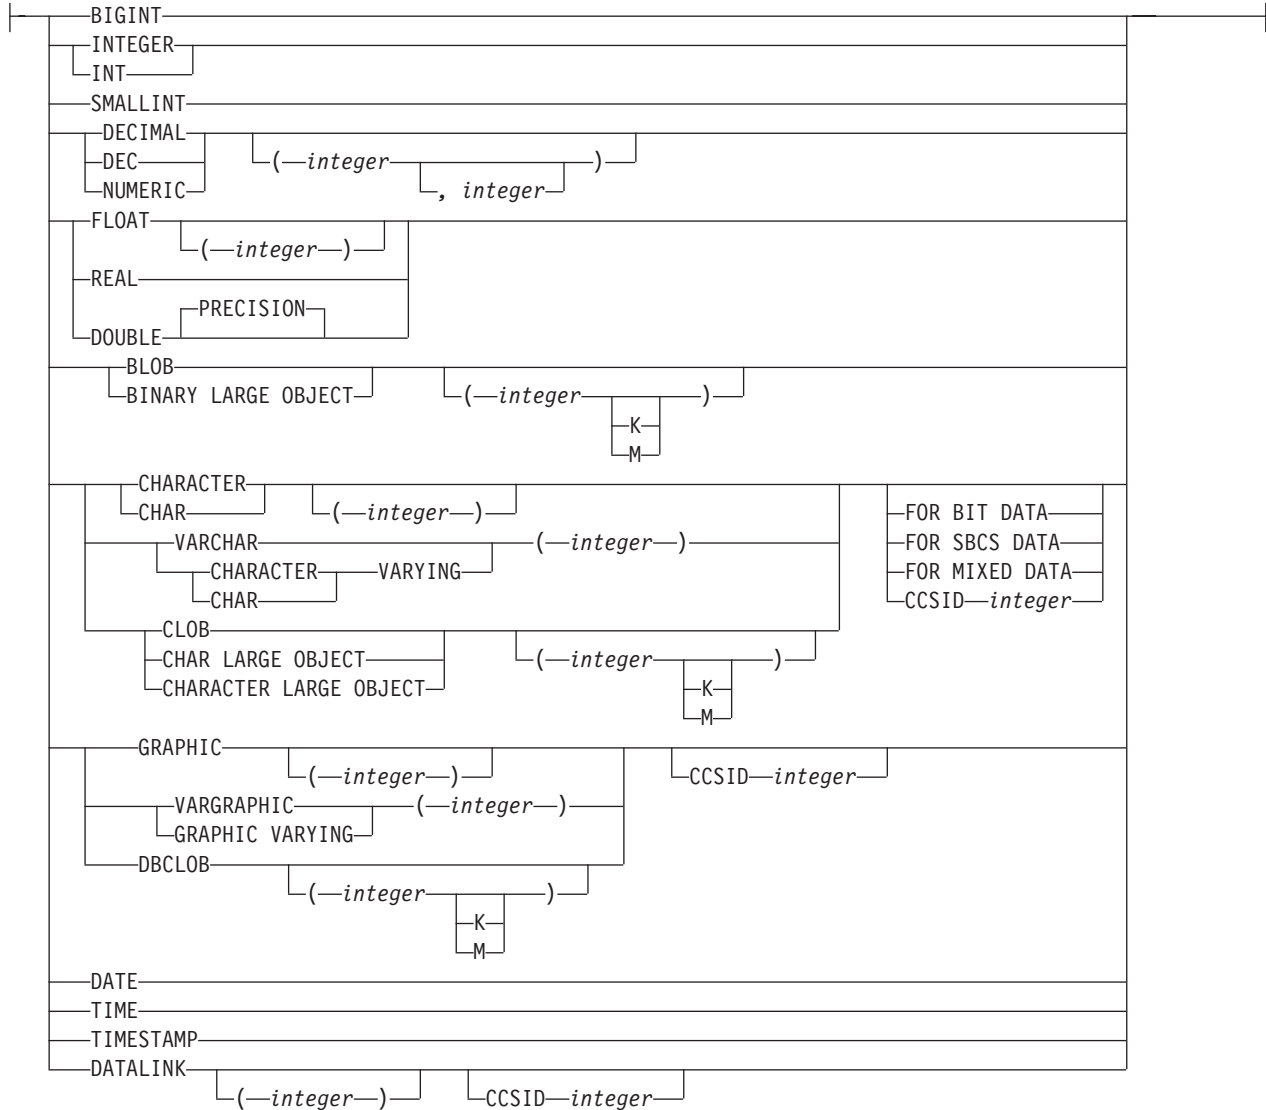 BIGINT
INTEGER
INT
SMALLINT
DECIMAL
DEC ( integer )
NUMERIC , integer
FLOAT
( integer )
REAL
PRECISION
DOUBLE
BLOB
BINARY LARGE OBJECT ( integer )
K
M
CHARACTER
CHAR ( integer ) FOR BIT DATA
VARCHAR ( integer ) FOR SBCS DATA
CHARACTER VARYING FOR MIXED DATA
CHAR CCSID integer
CLOB
CHAR LARGE OBJECT ( integer )
CHARACTER LARGE OBJECT K
M
GRAPHIC
( integer ) CCSID integer
VARGRAPHIC ( integer )
GRAPHIC VARYING
DBCLOB
( integer )
K
M
DATE
TIME
TIMESTAMP
DATALINK
( integer ) CCSID integer